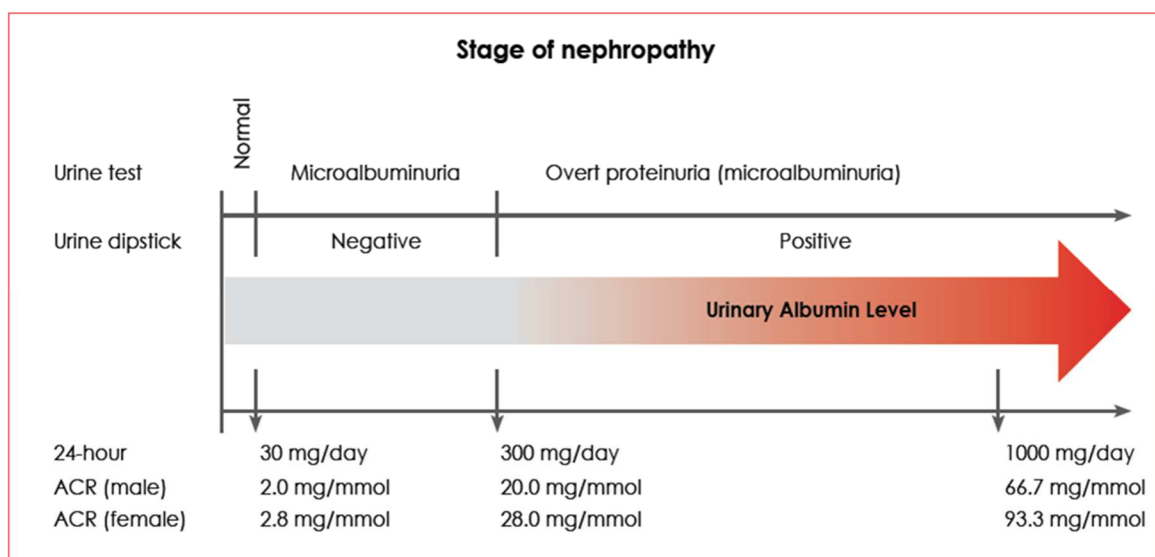 Stage of nephropathy
Normal
Urine test Microalbuminuria Overt proteinuria (microalbuminuria)
Urine dipstick Negative Positive
Urinary Albumin Level
24-hour 30 mg/day 300 mg/day 1000 mg/day
ACR (male) 2.0 mg/mmol 20.0 mg/mmol 66.7 mg/mmol
ACR (female) 2.8 mg/mmol 28.0 mg/mmol 93.3 mg/mmol